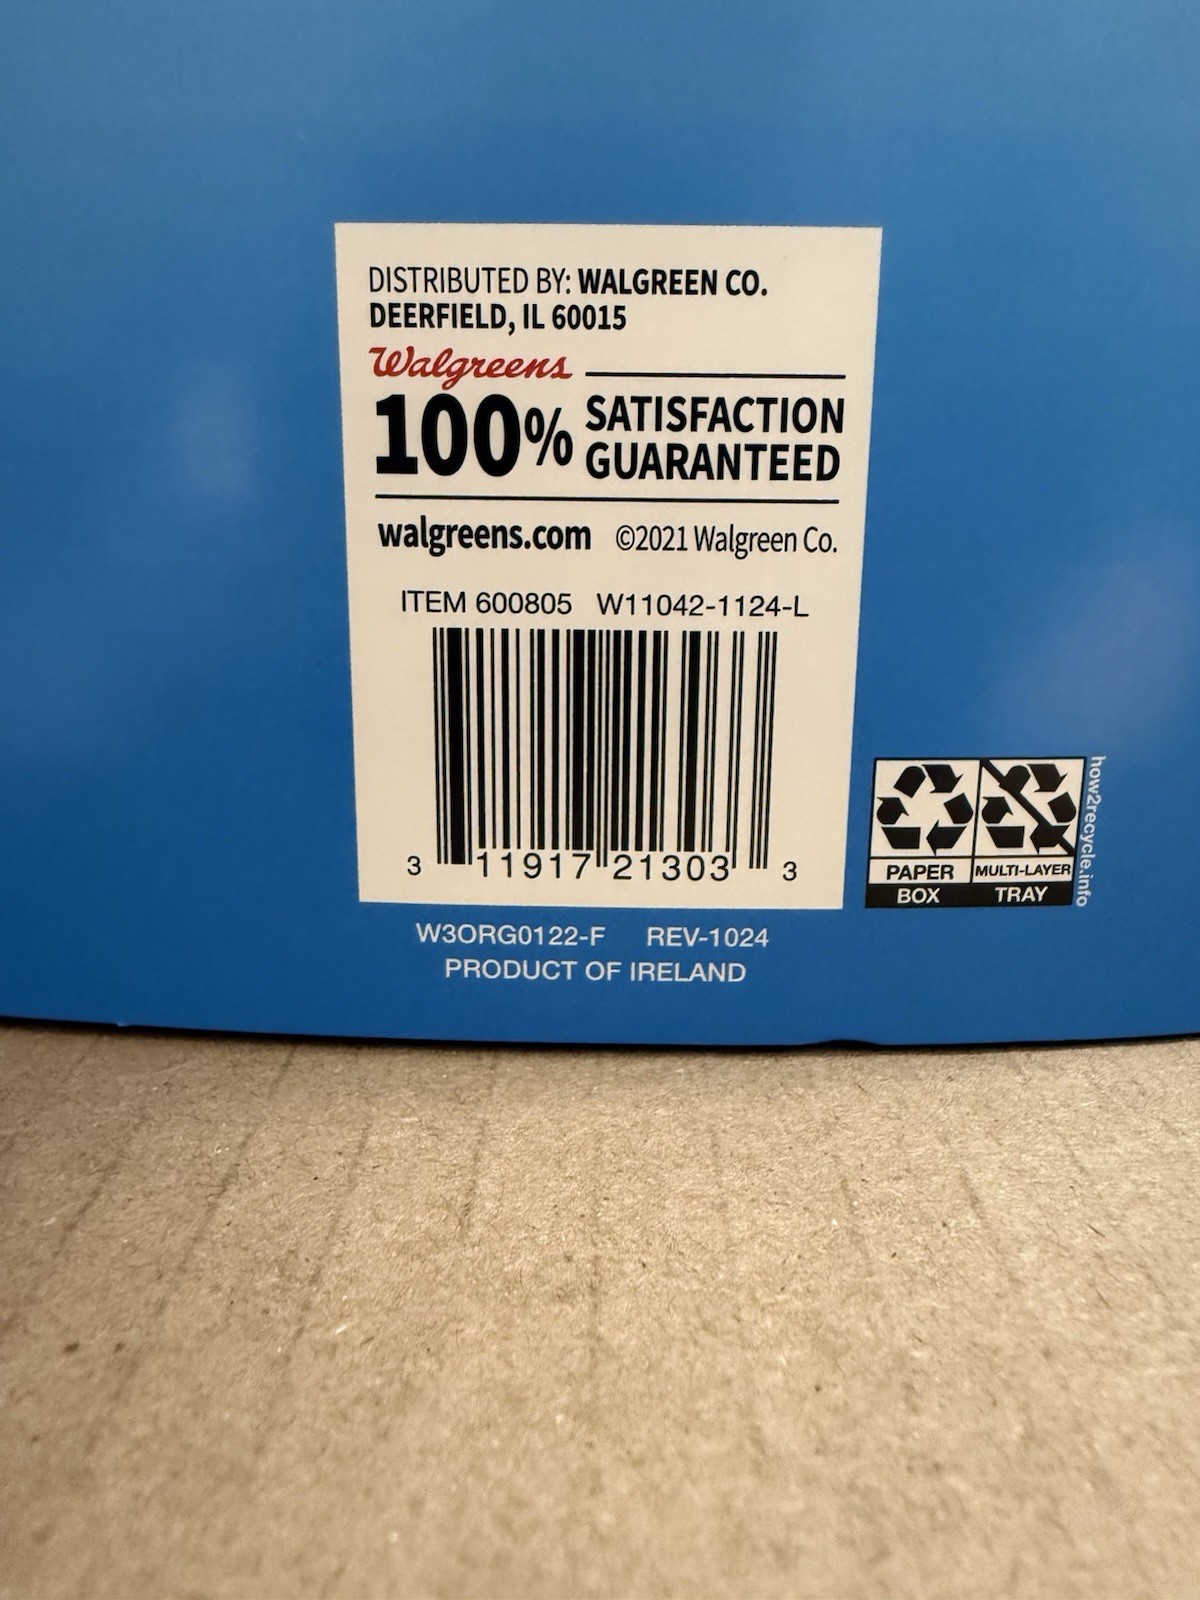 DISTRIBUTED BY: WALGREEN CO.
DEERFIELD, IL 60015
Walgreens
100% SATISFACTION
GUARANTEED
walgreens.com ©2021 Walgreen Co.
ITEM 600805 W11042-1124-L
3 11917 21303 3
W3ORG0122-F REV-1024
PRODUCT OF IRELAND
PAPER MULTI-LAYER
BOX TRAY
how2recycle.info